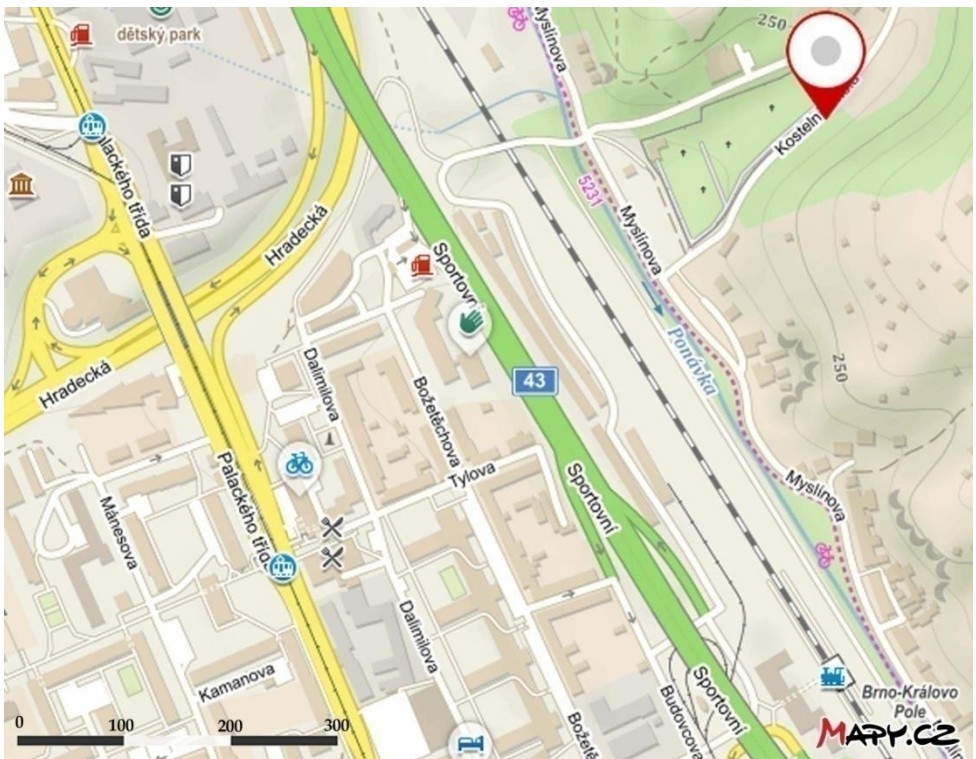 dětský park
Myslínova
250
Palackého třída
Hradecká
5231
Myslínova
Sportovní
Ponávka
Hradecká
Dalimilova
43
250
Božetěchova
Tylova
Palackého třída
Sportovní
Myslínova
Mánesova
Dalimilova
Kamanova
Sportovní
Budovcova
Brno-Královo
Pole
0 100 200 300
MAPY.CZ